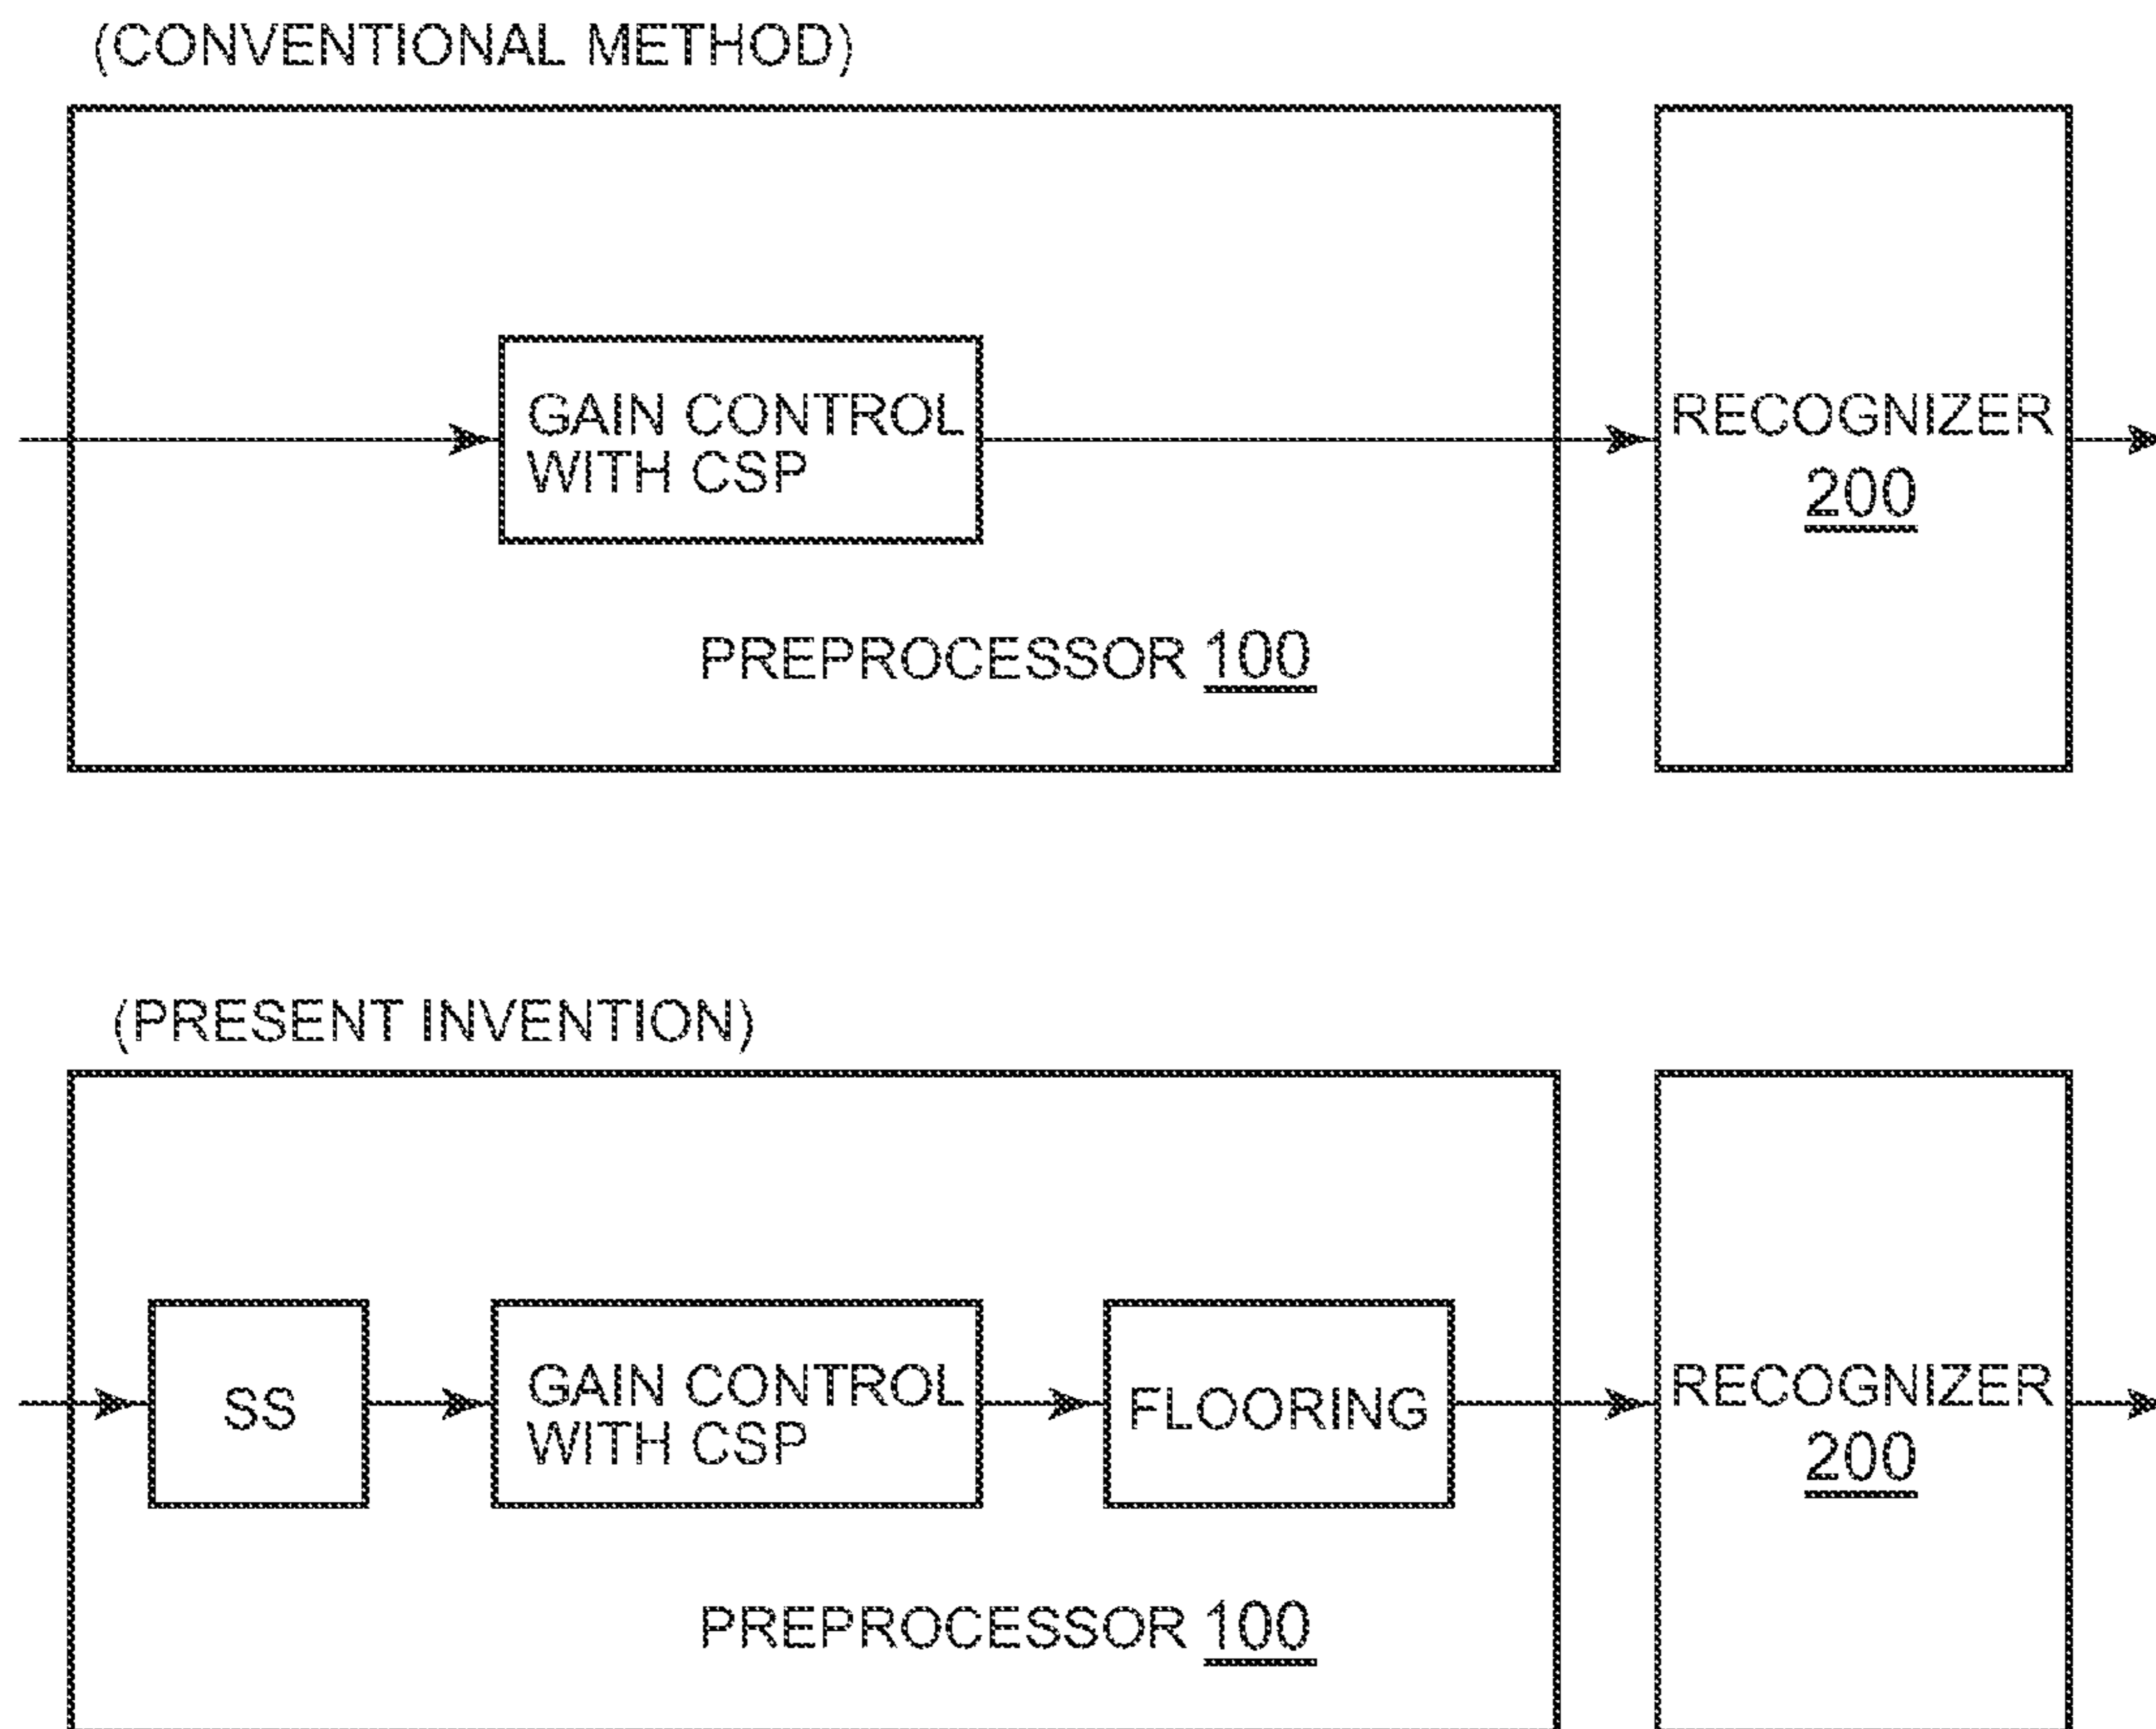 (CONVENTIONAL METHOD)
GAIN CONTROL
WITH CSP
PREPROCESSOR 100
RECOGNIZER
200
(PRESENT INVENTION)
SS
GAIN CONTROL
WITH CSP
FLOORING
PREPROCESSOR 100
RECOGNIZER
200